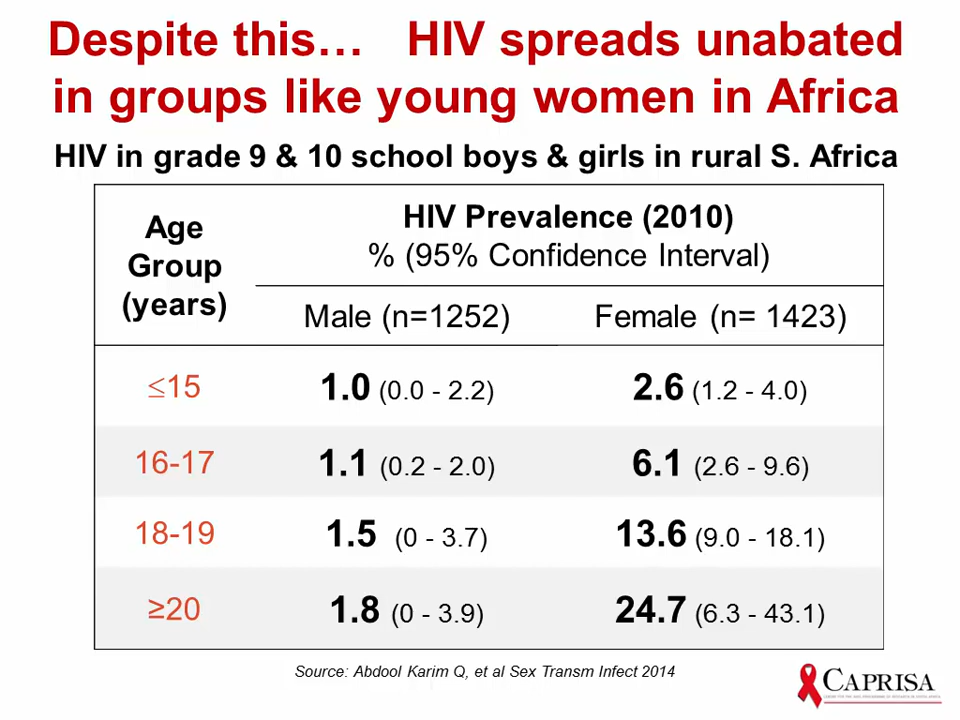 Despite this… HIV spreads unabated
in groups like young women in Africa
HIV in grade 9 & 10 school boys & girls in rural S. Africa
Age
Group
(years)
HIV Prevalence (2010)
% (95% Confidence Interval)
Male (n=1252)
Female (n= 1423)
≤15
1.0 (0.0 - 2.2)
2.6 (1.2 - 4.0)
16-17
1.1 (0.2 - 2.0)
6.1 (2.6 - 9.6)
18-19
1.5 (0 - 3.7)
13.6 (9.0 - 18.1)
≥20
1.8 (0 - 3.9)
24.7 (6.3 - 43.1)
Source: Abdool Karim Q, et al Sex Transm Infect 2014
CAPRISA